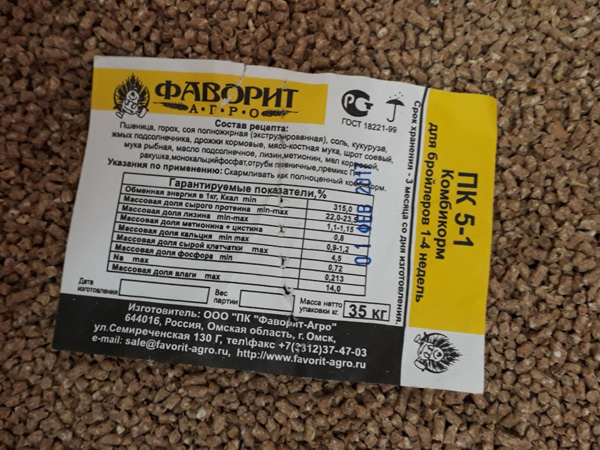 ФАВОРИТ
А·Г·Р·О
ГОСТ 18221-99
Состав рецепта:
Пшеница, горох, соя полножирная (экструдированная), соль, кукуруза,
жмых подсолнечника, дрожжи кормовые, мясо-костная мука, шрот соевый,
мука рыбная, масло подсолнечное, лизин, метионин, мел кормовой,
ракушка, монокальцийфосфат, отруби пшеничные, премикс
Указания по применению: Скармливать как полноценный комбикорм.
Гарантируемые показатели,%
Обменная энергия в 1кг, Ккал min 315,0
Массовая доля сырого протеина min-max 22,0-23,5
Массовая доля лизина min-max 1,1-1,15
Массовая доля метионина + цистина 0,8
Массовая доля кальция min-max 0,9-1,2
Массовая доля сырой клетчатки max 4,5
Массовая доля фосфора min 0,72
Na max 0,213
Массовая доля влаги max 14,0
01 ФЕВ 2017
Дата
изготовления
Вес
партии
Масса нетто
упаковки кг.
35 КГ
Изготовитель: ООО "ПК "Фаворит-Агро"
644016, Россия, Омская область, г. Омск,
ул.Семиреченская 130 Г, тел\факс +7(3812)37-47-03
e-mail: sale@favorit-agro.ru, http://www.favorit-agro.ru
Срок хранения - 3 месяца со дня изготовления.
ПК 5-1
Комбикорм
для бройлеров 1-4 недель